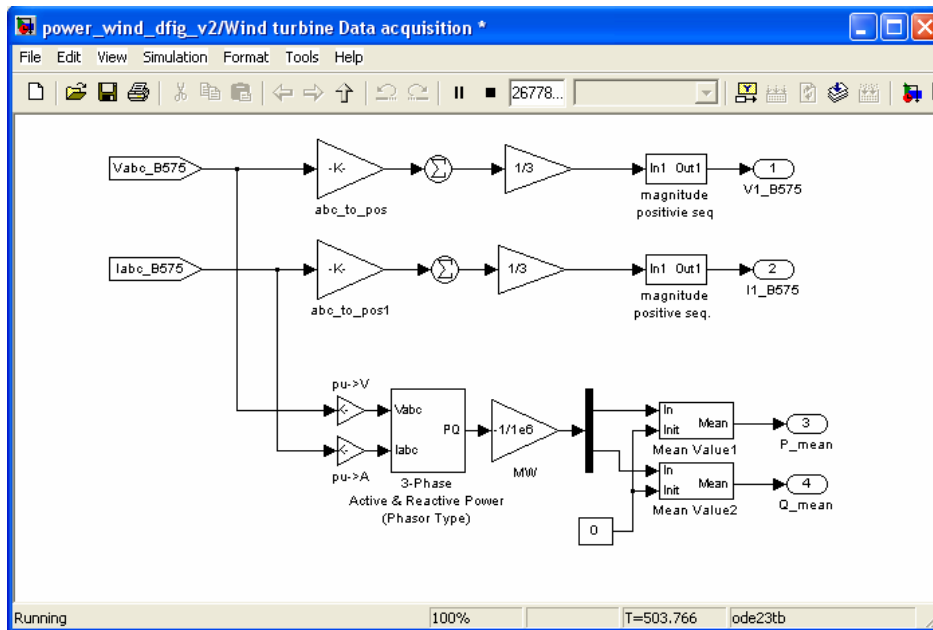 power_wind_dfig_v2/Wind turbine Data acquisition *
File Edit View Simulation Format Tools Help
26778...
Vabc_B575
-K-
abc_to_pos
1/3
In1 Out1
magnitude
positivie seq
1
V1_B575
Iabc_B575
-K-
abc_to_pos1
1/3
In1 Out1
magnitude
positive seq.
2
I1_B575
pu->V
-K-
Vabc
Iabc
PQ
pu->A
-K-
3-Phase
Active & Reactive Power
(Phasor Type)
-1/1e6
MW
In
Init
Mean
Mean Value1
3
P_mean
In
Init
Mean
Mean Value2
4
Q_mean
0
Running 100% T=503.766 ode23tb